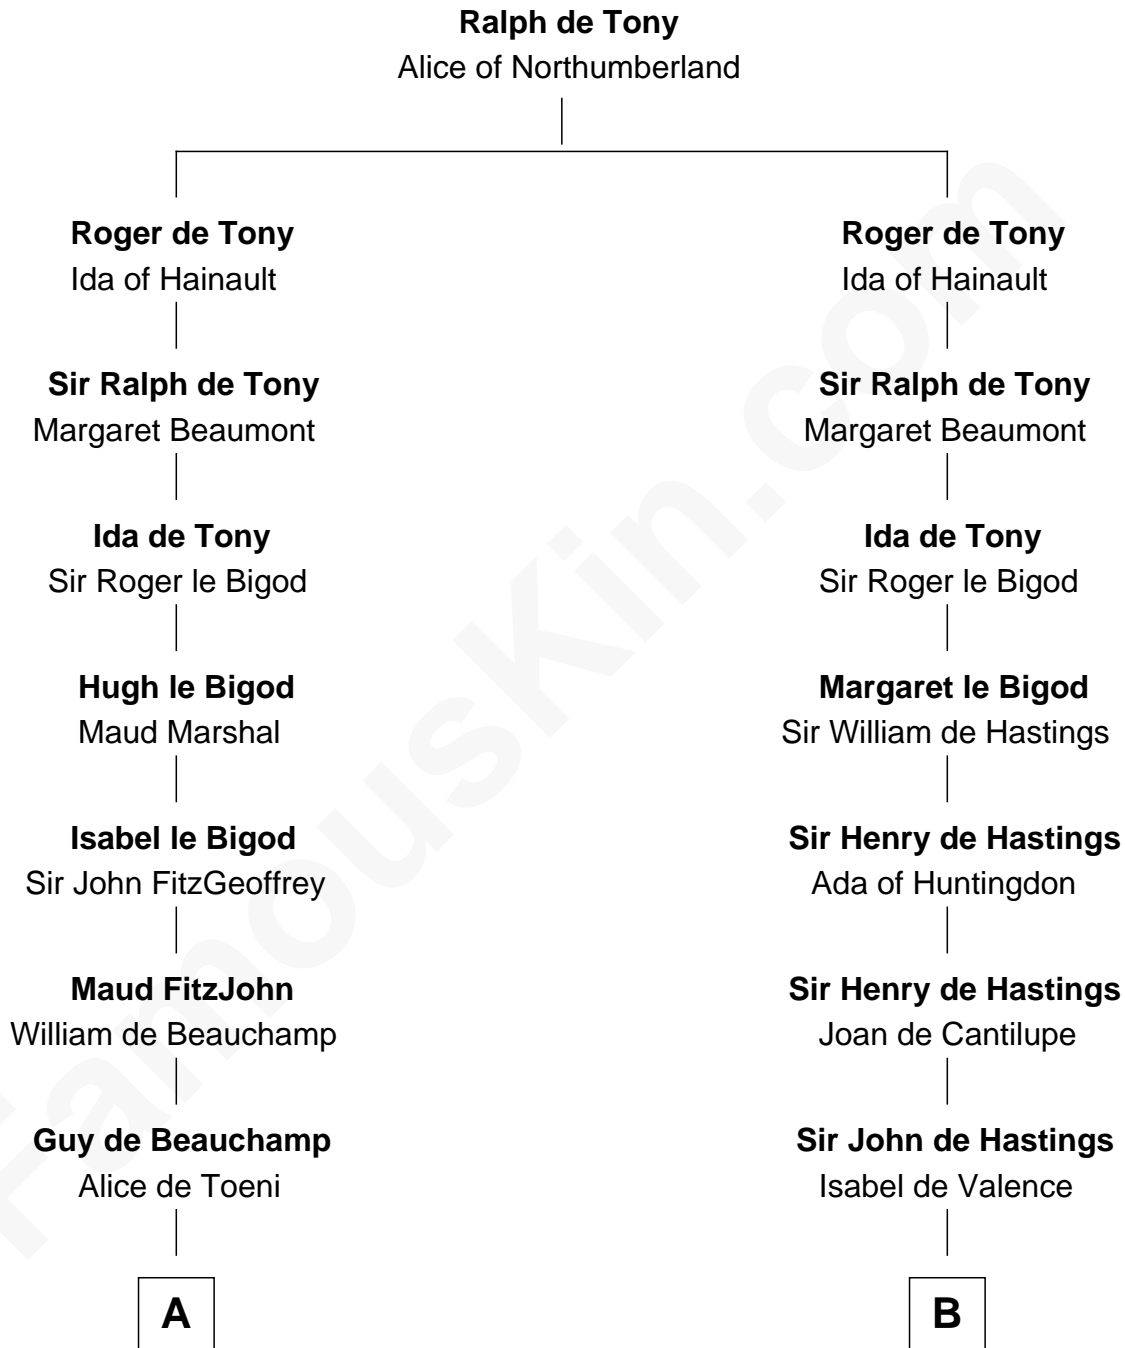 Ralph de Tony
Alice of Northumberland
Roger de Tony
Ida of Hainault
Roger de Tony
Ida of Hainault
Sir Ralph de Tony
Margaret Beaumont
Sir Ralph de Tony
Margaret Beaumont
Ida de Tony
Sir Roger le Bigod
Ida de Tony
Sir Roger le Bigod
Hugh le Bigod
Maud Marshal
Margaret le Bigod
Sir William de Hastings
Isabel le Bigod
Sir John FitzGeoffrey
Sir Henry de Hastings
Ada of Huntingdon
Maud FitzJohn
William de Beauchamp
Sir Henry de Hastings
Joan de Cantilupe
Guy de Beauchamp
Alice de Toeni
Sir John de Hastings
Isabel de Valence
A
B
FamousKin.com